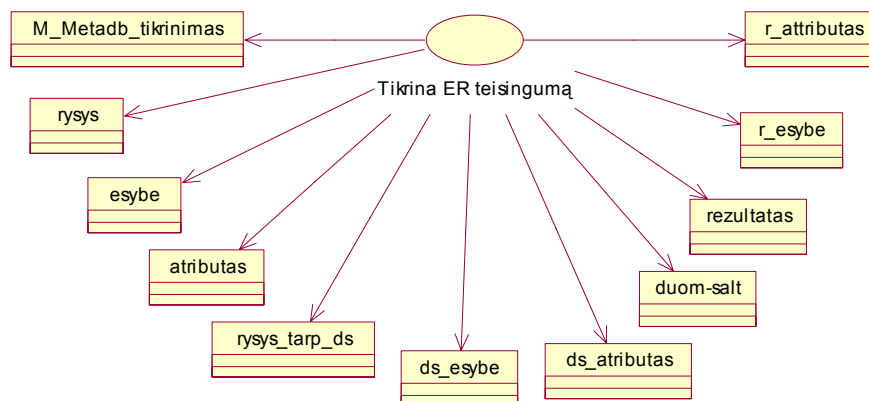 M_Metadb_tikrinimas
r_attributas
Tikrina ER teisingumą
rysys
r_esybe
esybe
rezultatas
atributas
duom-salt
rysys_tarp_ds
ds_esybe
ds_atributas